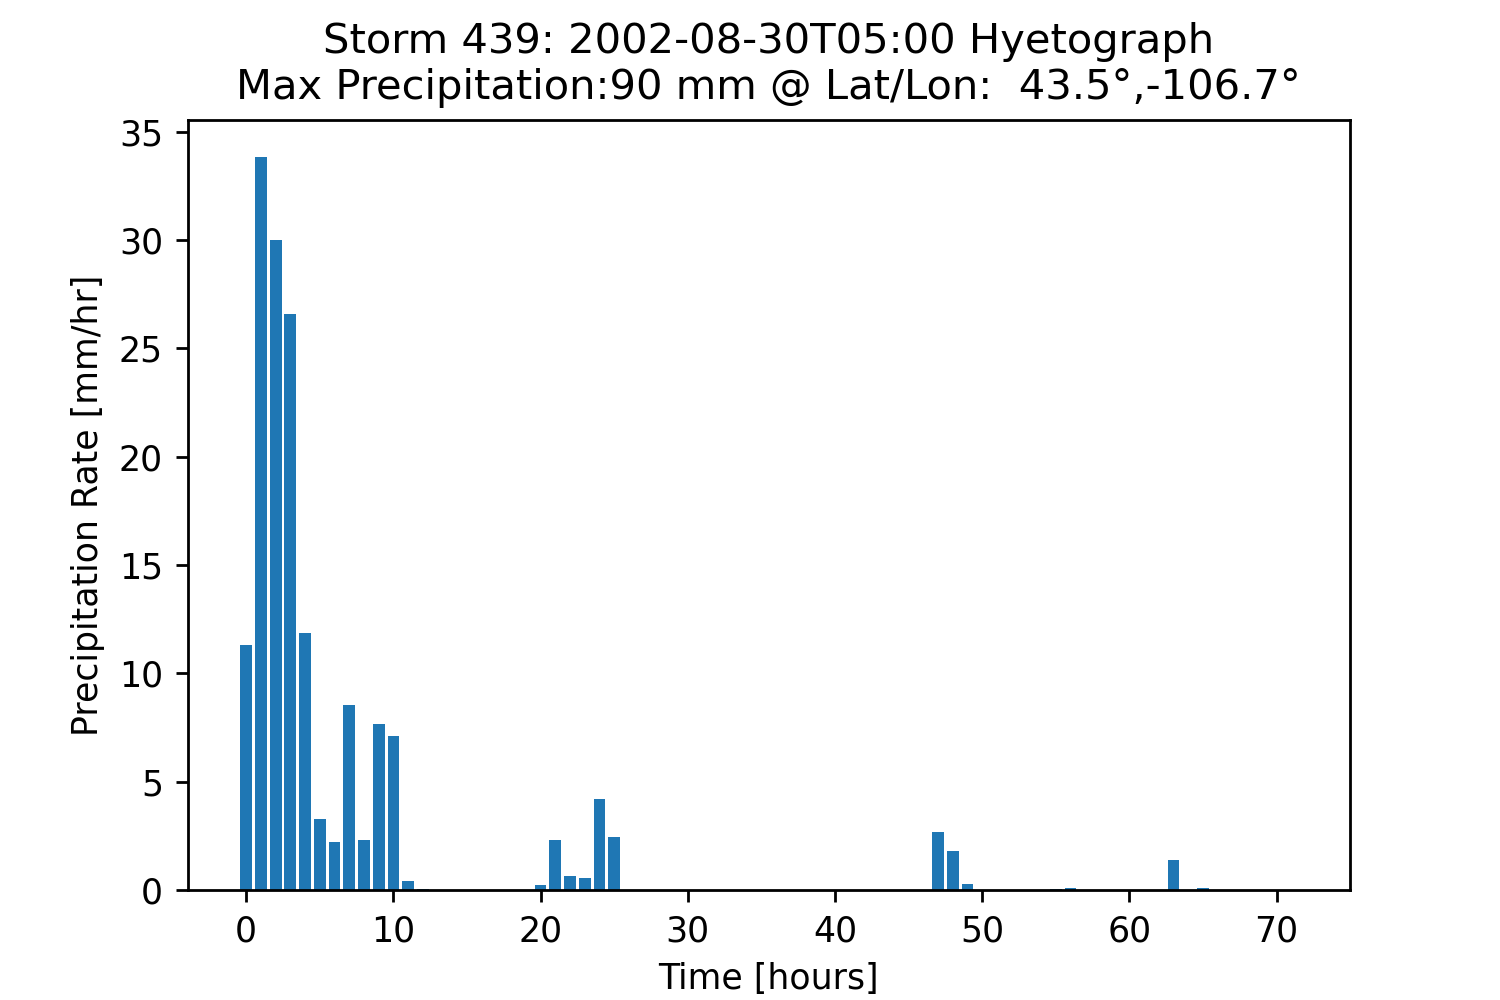 Storm 439: 2002-08-30T05:00 Hyetograph
Max Precipitation:90 mm @ Lat/Lon:  43.5°,-106.7°
35
30
25
20
15
10
5
0
Precipitation Rate [mm/hr]
0 10 20 30 40 50 60 70
Time [hours]